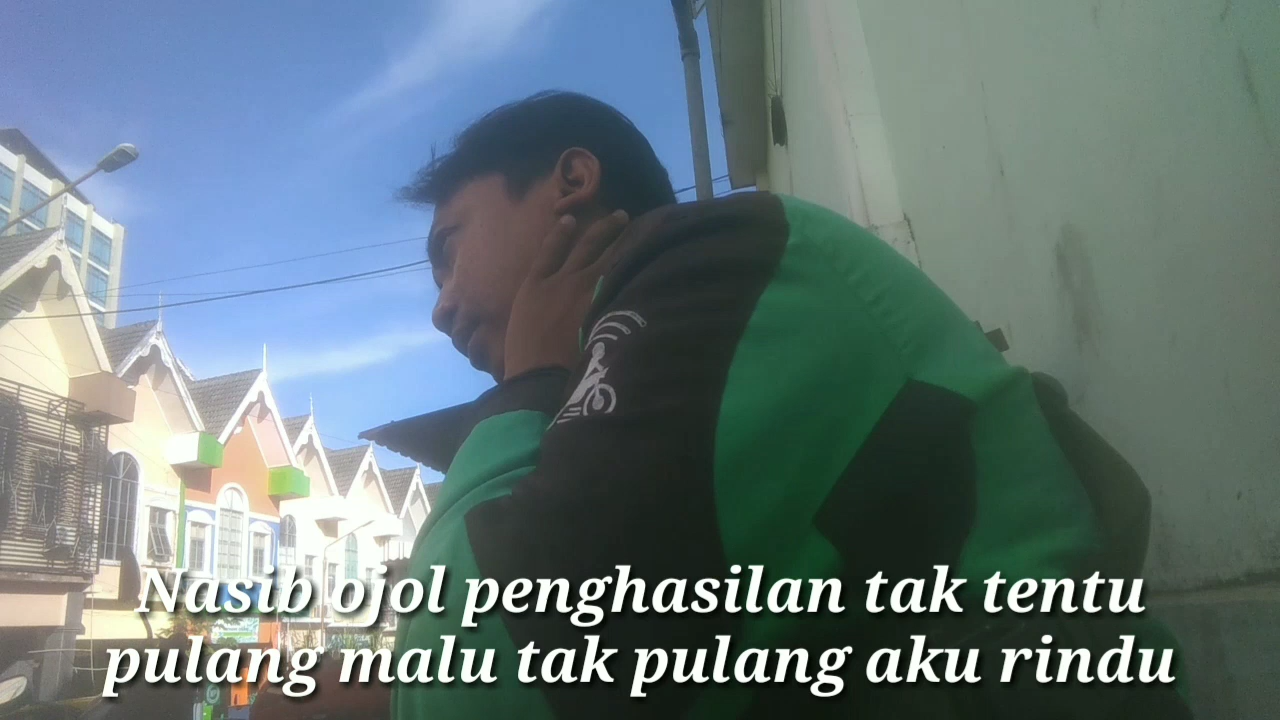 Nasib ojol penghasilan tak tentu
pulang malu tak pulang aku rindu